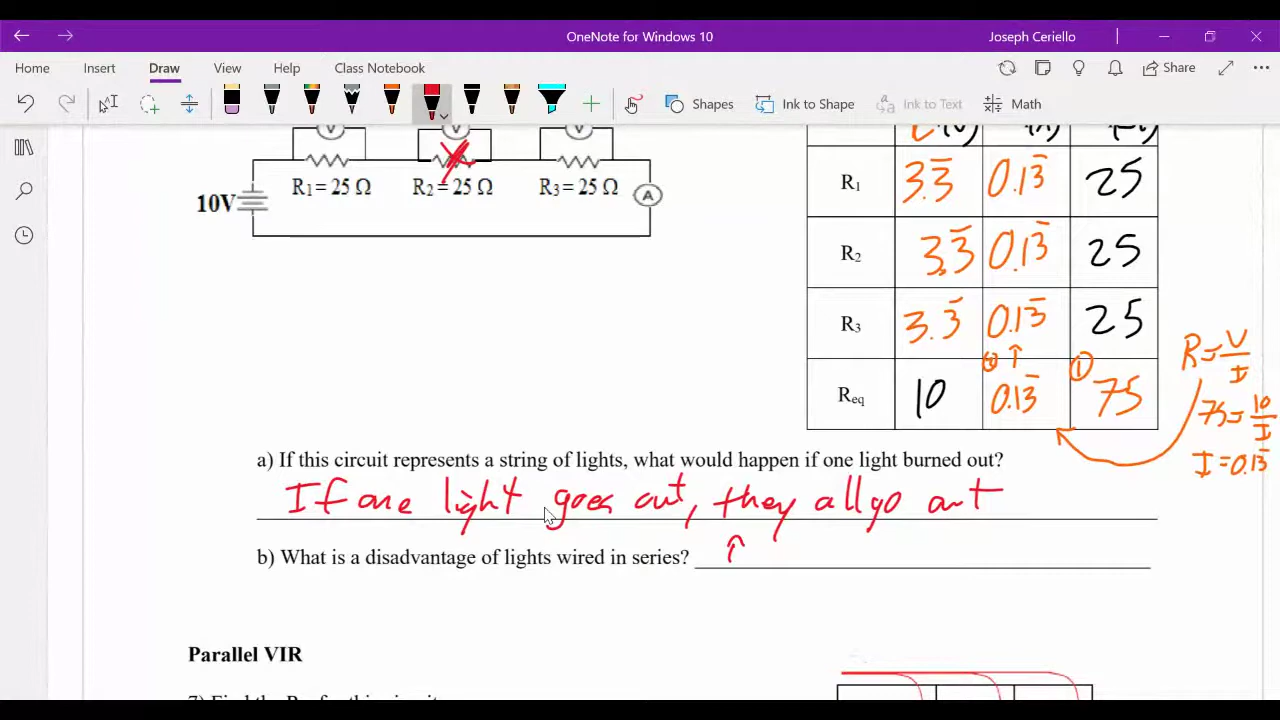 OneNote for Windows 10
Joseph Ceriello
Home Insert Draw View Help Class Notebook
Share
Shapes Ink to Shape Ink to Text Math
V V V
R1 = 25 Ω R2 = 25 Ω R3 = 25 Ω
10V
A
R1 3.3̅ 0.13̅ 25
R2 3.3̅ 0.13̅ 25
R3 3.3̅ 0.13̅ 25
② ↑ ①
Req 10 0.13̅ 75
R = V/I
75 = 10/I
I = 0.13̅
a) If this circuit represents a string of lights, what would happen if one light burned out?
If one light goes out, they all go out
b) What is a disadvantage of lights wired in series? ↑
Parallel VIR